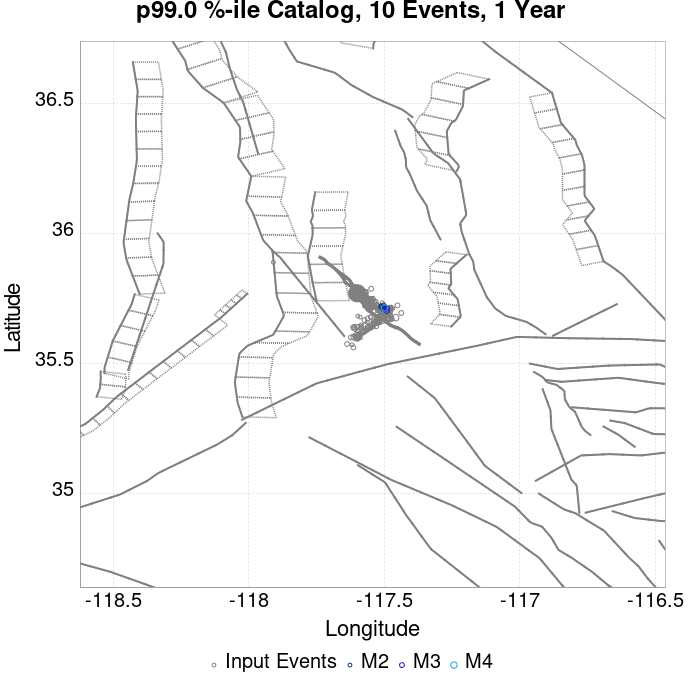 p99.0 %-ile Catalog, 10 Events, 1 Year
36.5
36
35.5
35
Latitude
-118.5 -118 -117.5 -117 -116.5
Longitude
Input Events M2 M3 M4